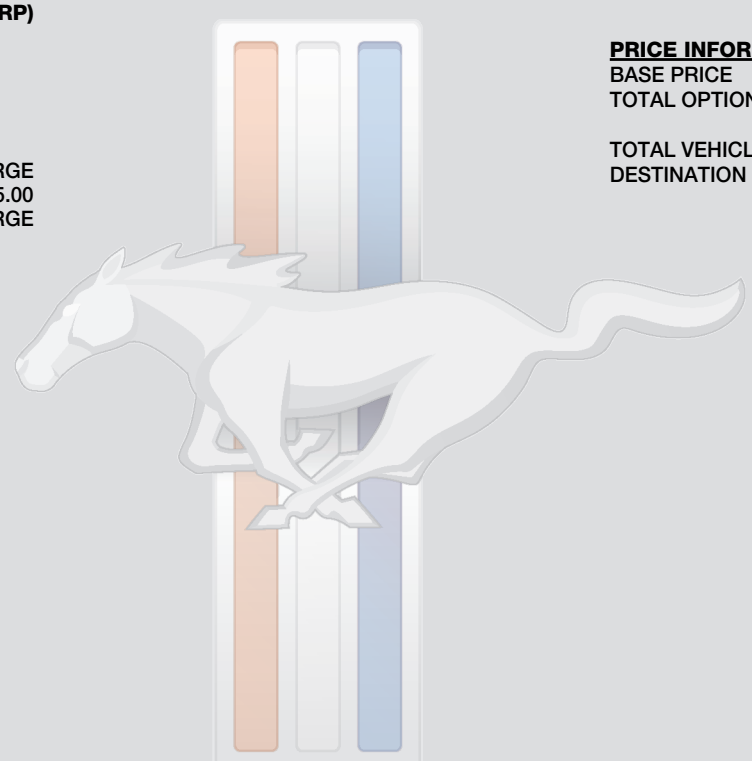 RP)
RGE
5.00
RGE
PRICE INFOR
BASE PRICE
TOTAL OPTION
TOTAL VEHICL
DESTINATION